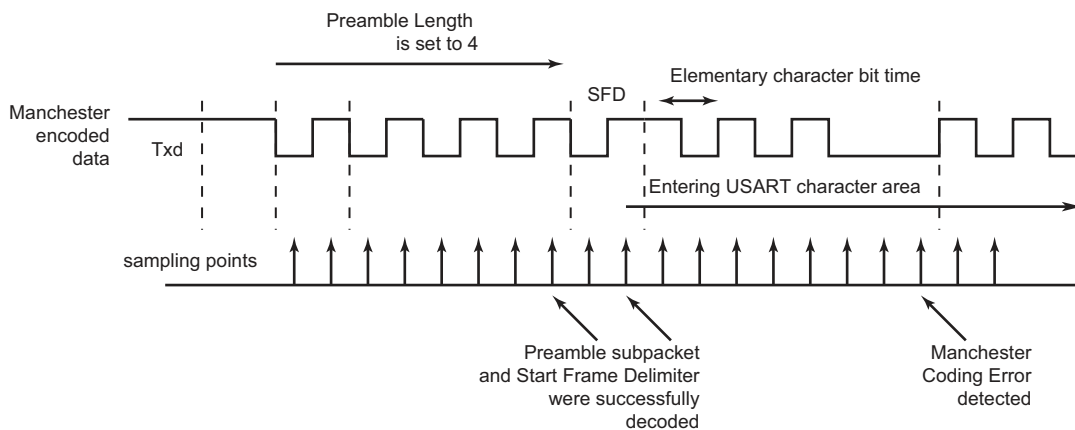 Preamble Length
is set to 4
Elementary character bit time
SFD
Manchester
encoded
data
Txd
Entering USART character area
sampling points
Preamble subpacket
and Start Frame Delimiter
were successfully
decoded
Manchester
Coding Error
detected